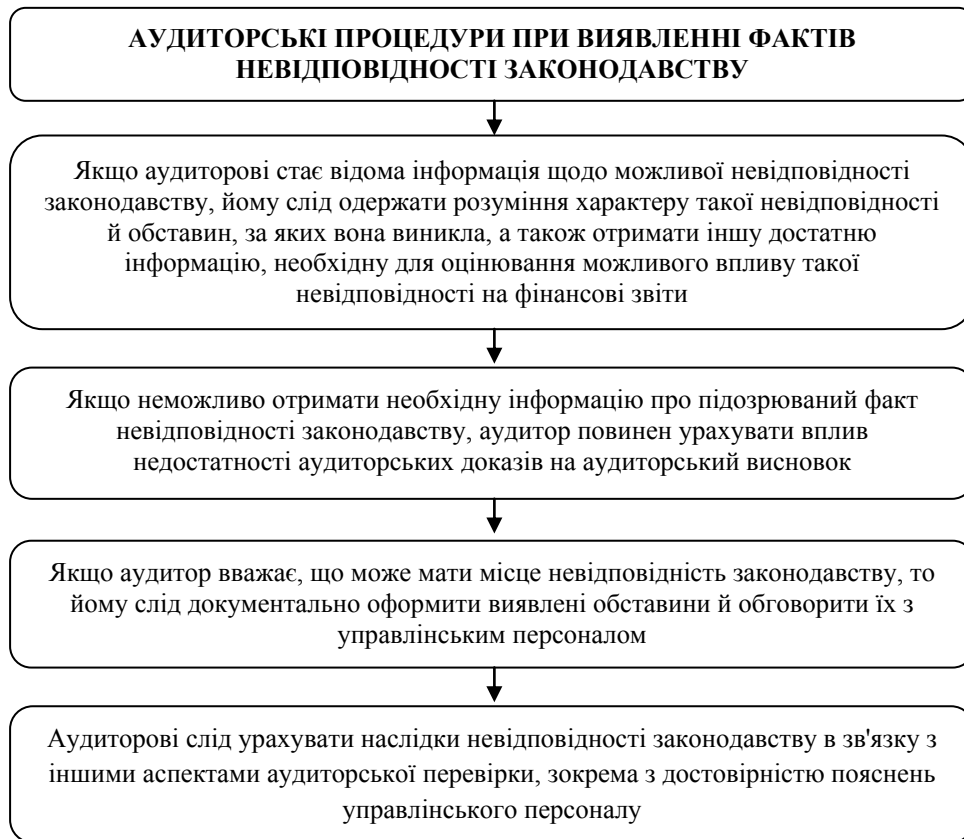 АУДИТОРСЬКІ ПРОЦЕДУРИ ПРИ ВИЯВЛЕННІ ФАКТІВ
НЕВІДПОВІДНОСТІ ЗАКОНОДАВСТВУ
Якщо аудиторові стає відома інформація щодо можливої невідповідності
законодавству, йому слід одержати розуміння характеру такої невідповідності
й обставин, за яких вона виникла, а також отримати іншу достатню
інформацію, необхідну для оцінювання можливого впливу такої
невідповідності на фінансові звіти
Якщо неможливо отримати необхідну інформацію про підозрюваний факт
невідповідності законодавству, аудитор повинен урахувати вплив
недостатності аудиторських доказів на аудиторський висновок
Якщо аудитор вважає, що може мати місце невідповідність законодавству, то
йому слід документально оформити виявлені обставини й обговорити їх з
управлінським персоналом
Аудиторові слід урахувати наслідки невідповідності законодавству в зв'язку з
іншими аспектами аудиторської перевірки, зокрема з достовірністю пояснень
управлінського персоналу